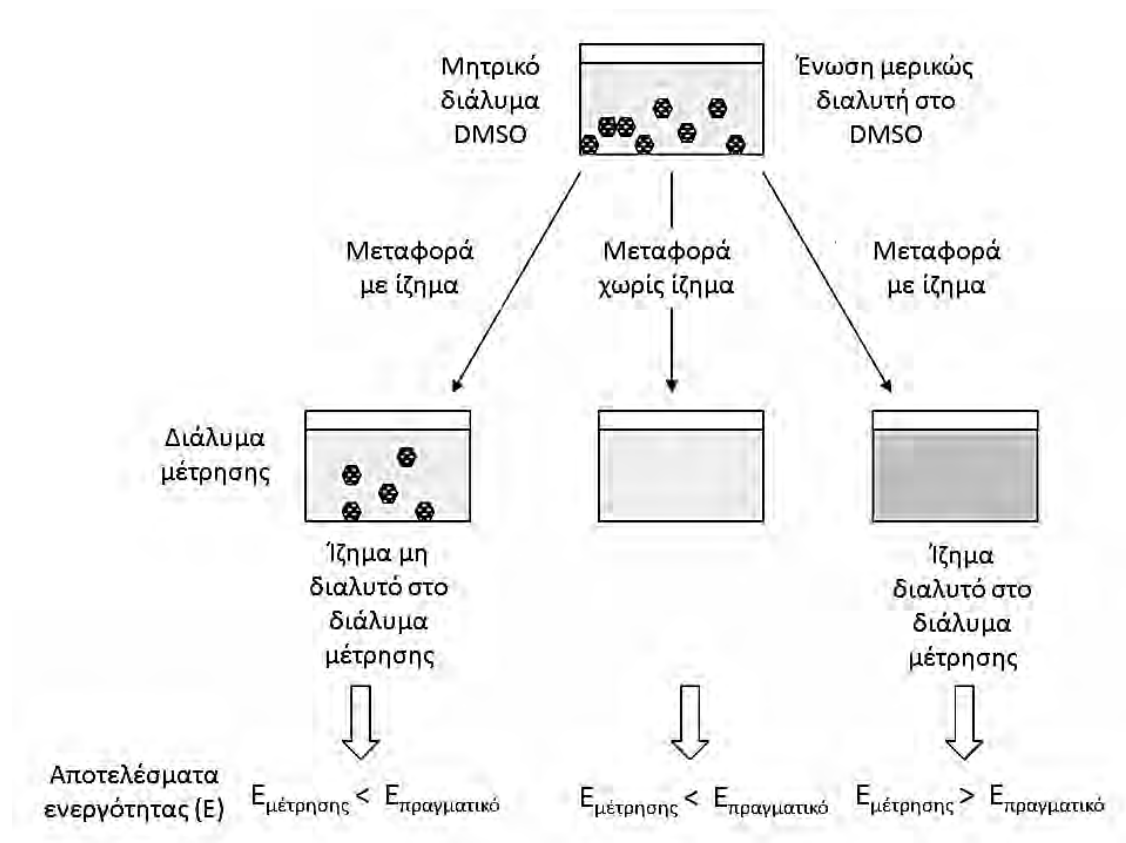 Μητρικό
διάλυμα
DMSO
Ένωση μερικώς
διαλυτή στο
DMSO
Μεταφορά
με ίζημα
Μεταφορά
χωρίς ίζημα
Μεταφορά
με ίζημα
Διάλυμα
μέτρησης
Ίζημα μη
διαλυτό στο
διάλυμα
μέτρησης
Ίζημα
διαλυτό στο
διάλυμα
μέτρησης
Αποτελέσματα
ενεργότητας (Ε)
Εμέτρησης < Επραγματικό
Εμέτρησης < Επραγματικό
Εμέτρησης > Επραγματικό